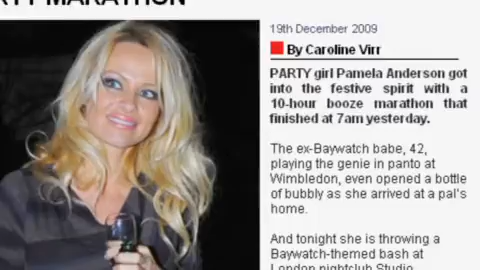 RTY MARATHON
19th December 2009
By Caroline Virr
PARTY girl Pamela Anderson got
into the festive spirit with a
10-hour booze marathon that
finished at 7am yesterday.
The ex-Baywatch babe, 42,
playing the genie in panto at
Wimbledon, even opened a bottle
of bubbly as she arrived at a pal's
home.
And tonight she is throwing a
Baywatch-themed bash at
London nightclub Studio